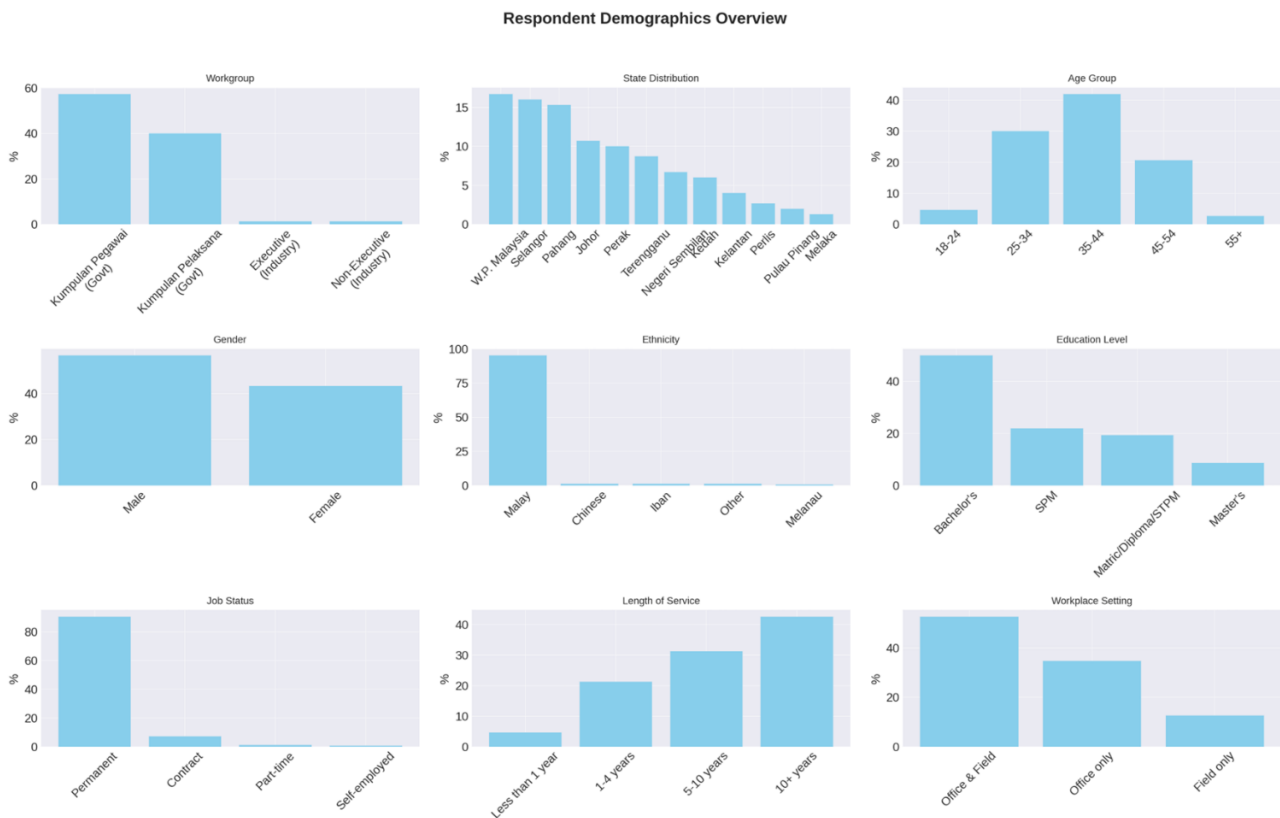 Respondent Demographics Overview
Workgroup
%
60
40
20
0
Kumpulan Pegawai
(Govt)
Kumpulan Pelaksana
(Govt)
Executive
(Industry)
Non-Executive
(Industry)
State Distribution
%
15
10
5
0
W.P. Malaysia
Selangor
Pahang
Johor
Perak
Terengganu
Negeri Sembilan
Kedah
Kelantan
Perlis
Pulau Pinang
Melaka
Age Group
%
40
30
20
10
0
18-24
25-34
35-44
45-54
55+
Gender
%
40
20
0
Male
Female
Ethnicity
%
100
75
50
25
0
Malay
Chinese
Iban
Other
Melanau
Education Level
%
40
20
0
Bachelor's
SPM
Matric/Diploma/STPM
Master's
Job Status
%
80
60
40
20
0
Permanent
Contract
Part-time
Self-employed
Length of Service
%
40
30
20
10
0
Less than 1 year
1-4 years
5-10 years
10+ years
Workplace Setting
%
40
20
0
Office & Field
Office only
Field only